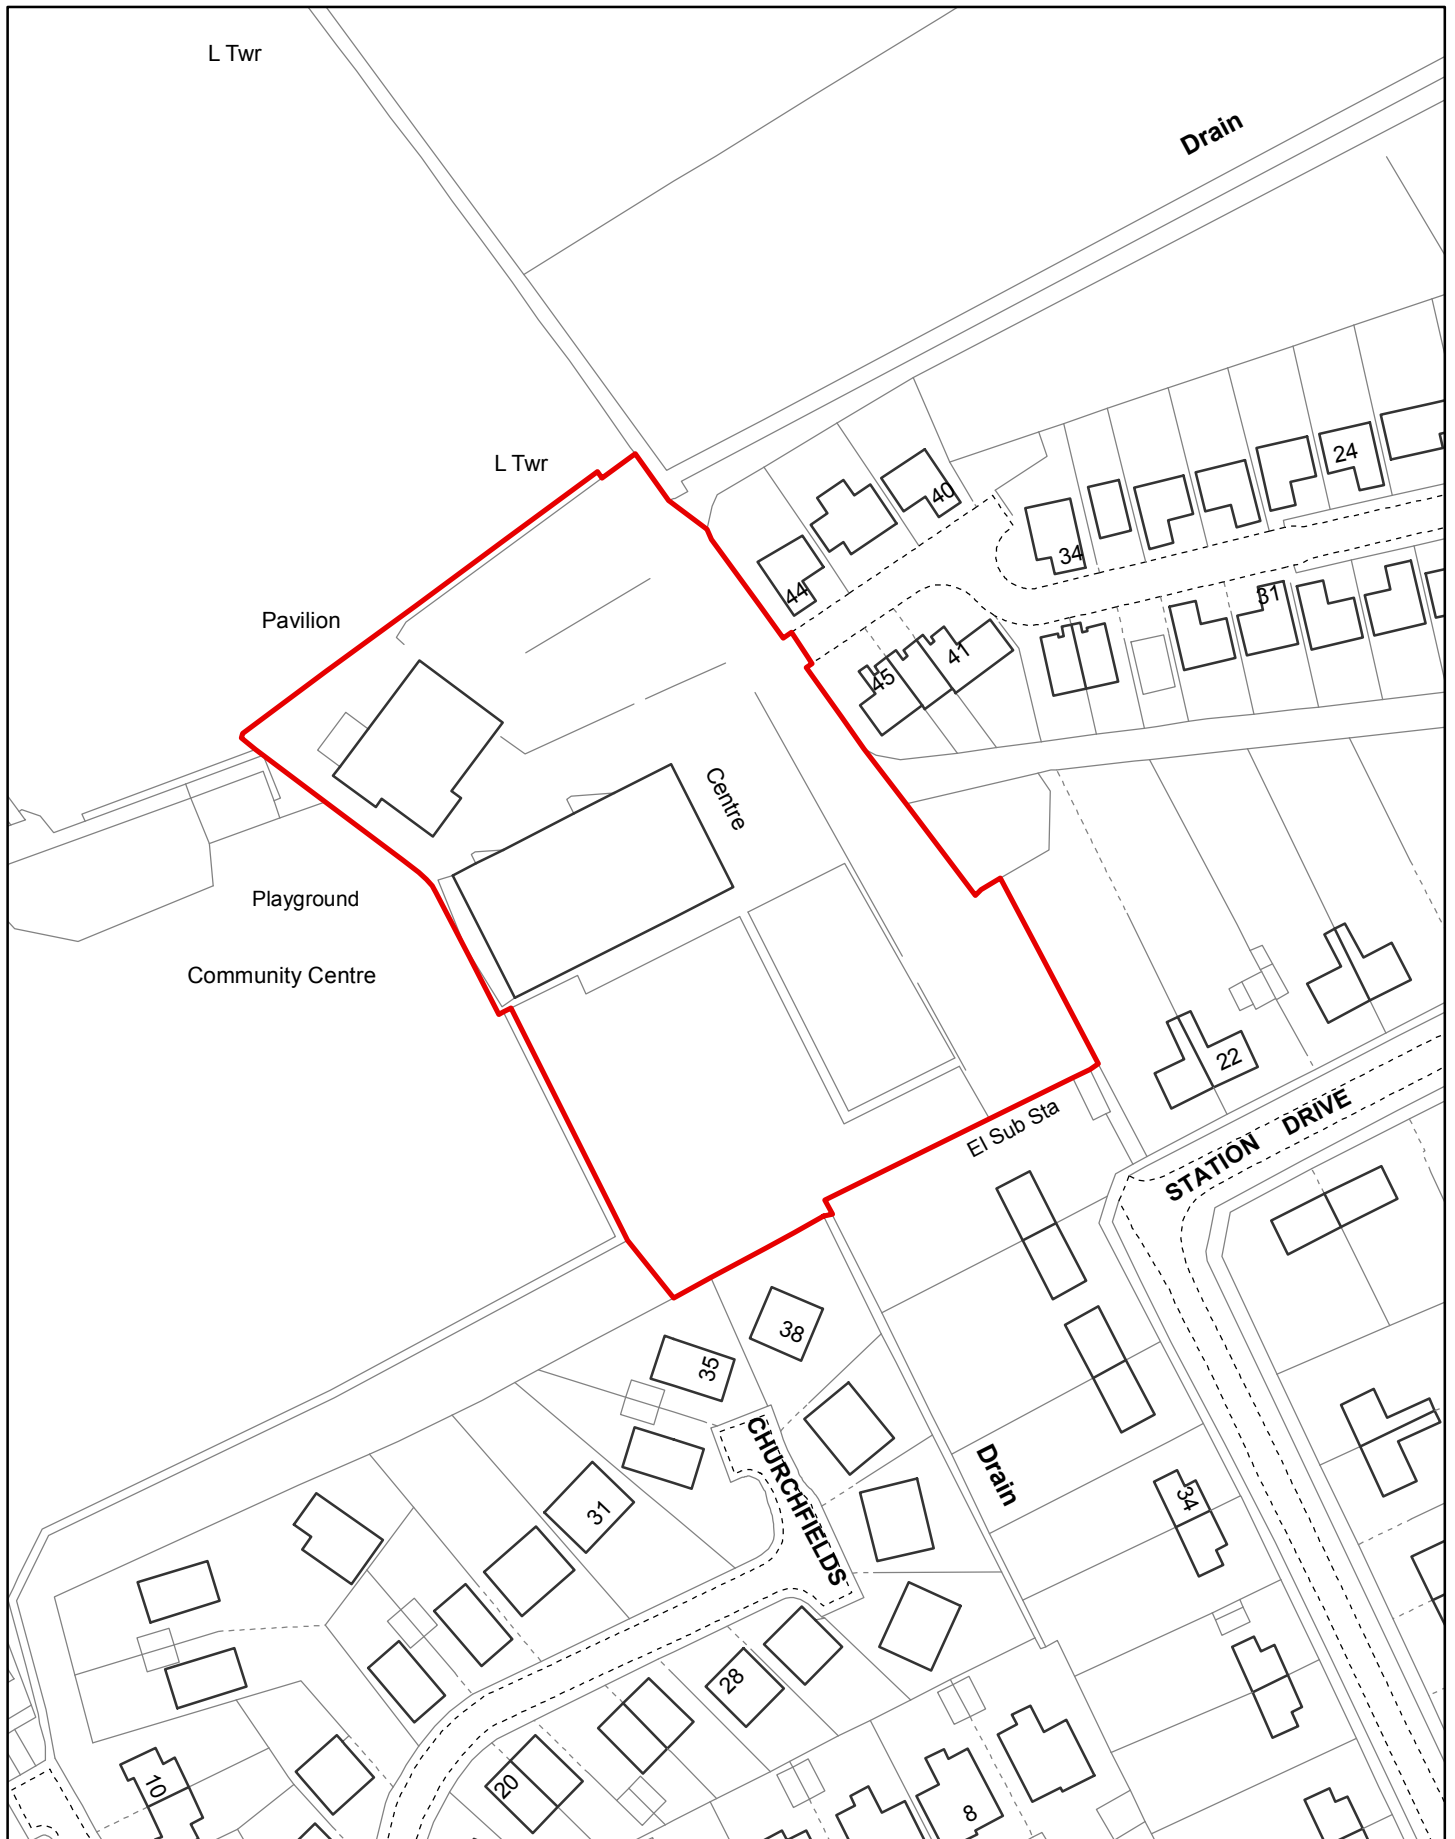 L Twr
Drain
L Twr
24
40
34
44
31
Pavilion
41
45
Centre
Playground
Community Centre
22
El Sub Sta
STATION DRIVE
38
35
CHURCHFIELDS
Drain
31
34
28
20
10
8